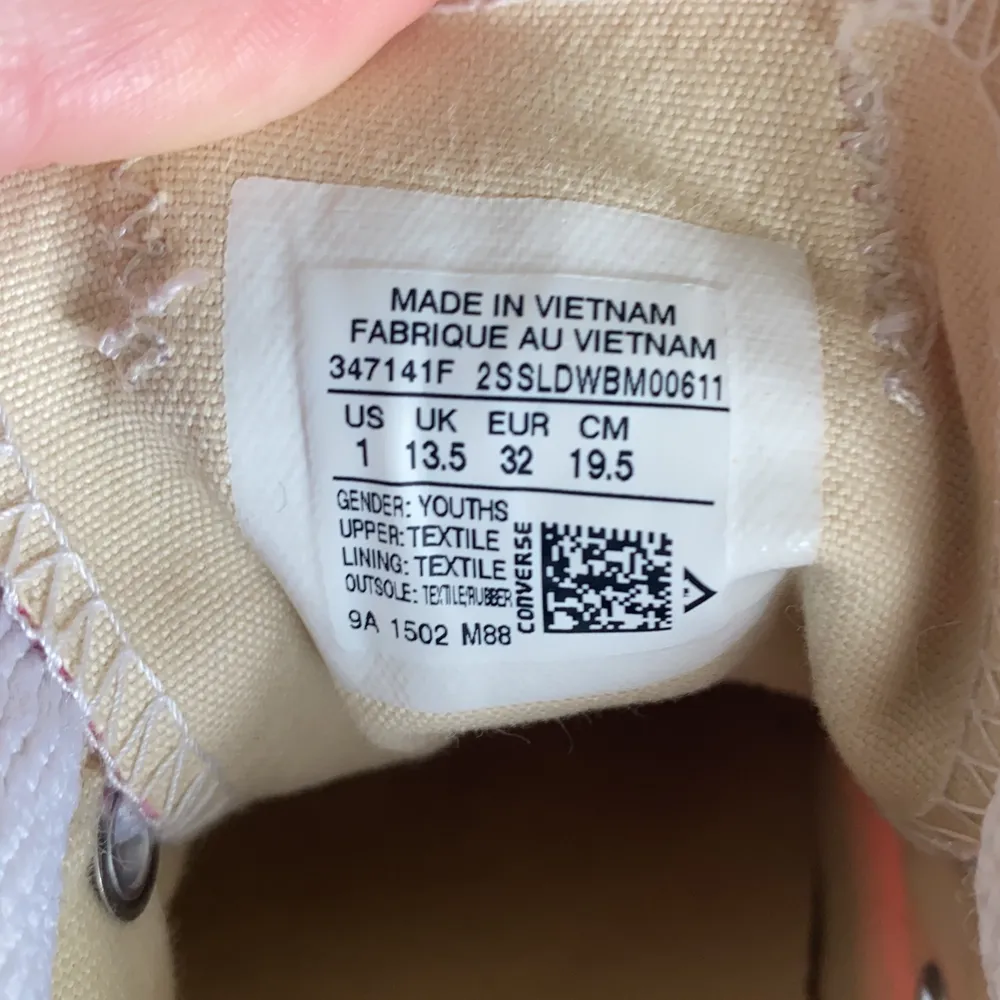 MADE IN VIETNAM
FABRIQUE AU VIETNAM
347141F 2SSLDWBM00611
US UK EUR CM
1 13.5 32 19.5
GENDER: YOUTHS
UPPER: TEXTILE
LINING: TEXTILE
OUTSOLE: TEXTILE/RUBBER
9A 1502 M88
CONVERSE
™